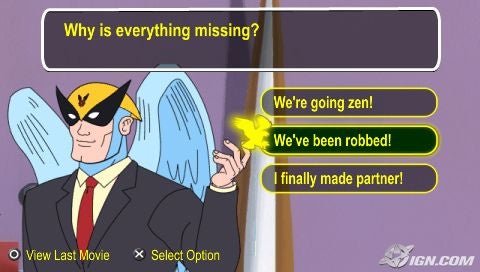 Why is everything missing?
We're going zen!
We've been robbed!
I finally made partner!
View Last Movie
Select Option
IGN.COM